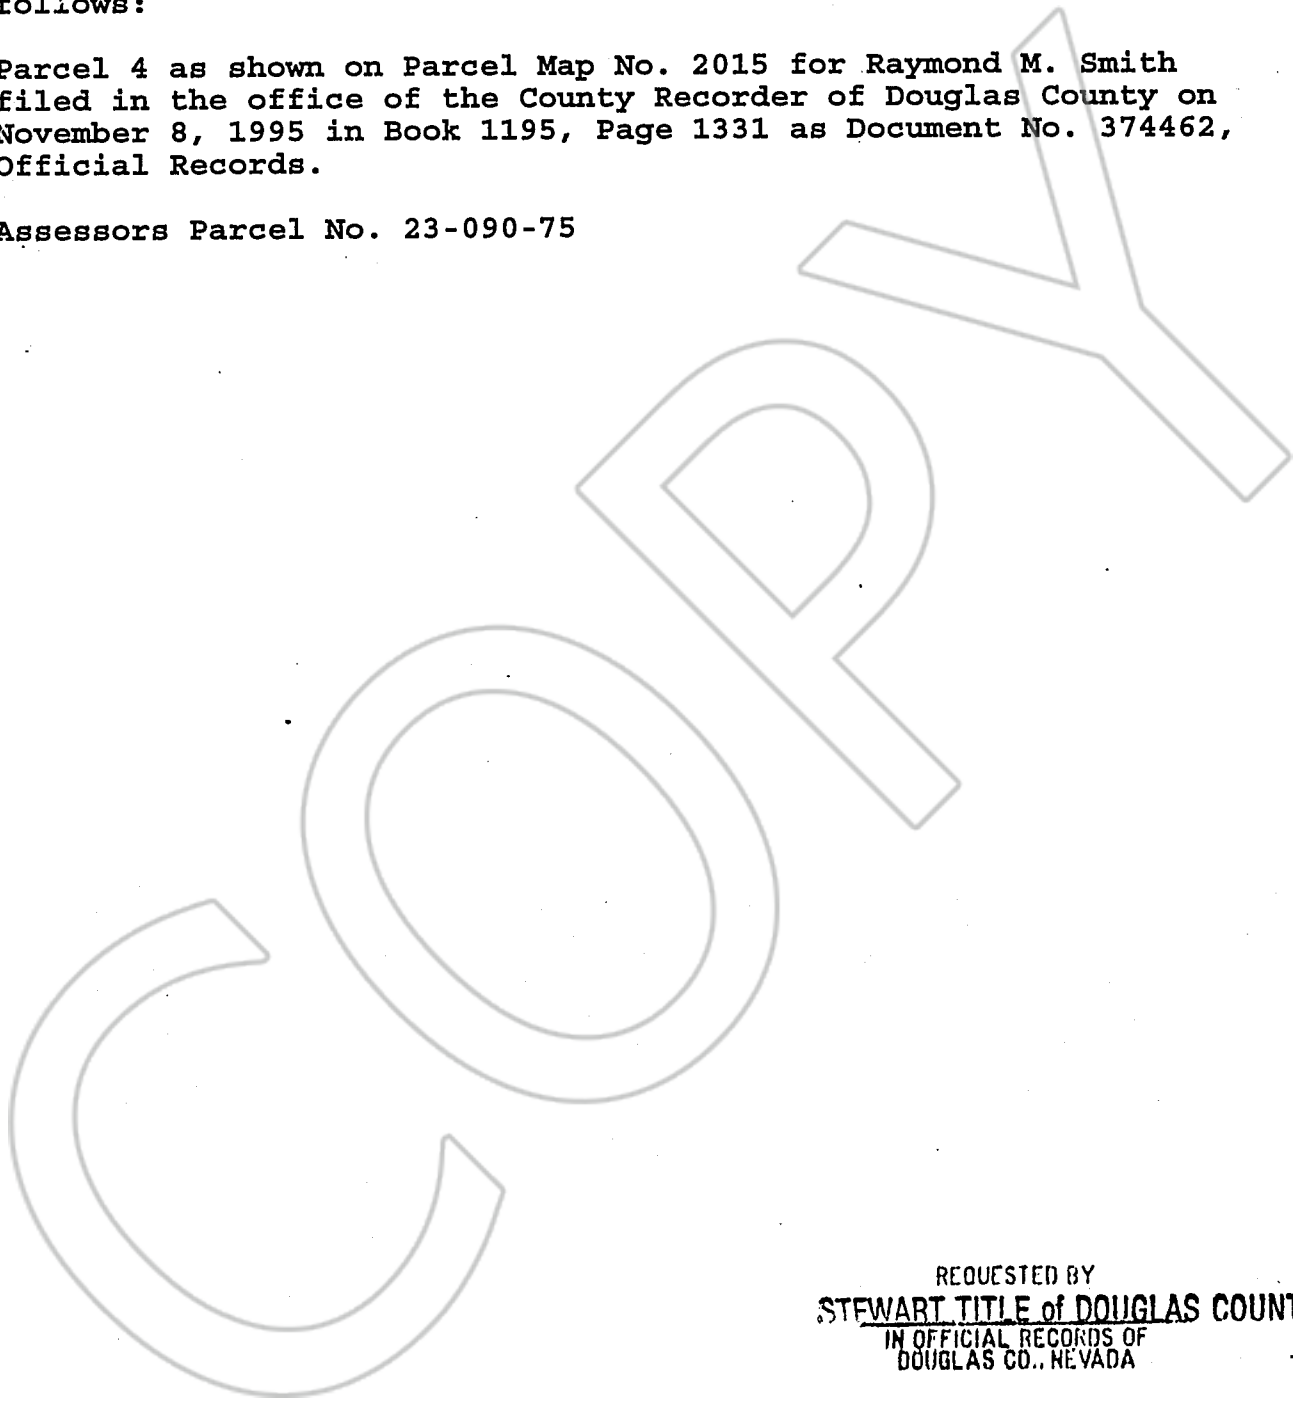 follows:
Parcel 4 as shown on Parcel Map No. 2015 for Raymond M. Smith
filed in the office of the County Recorder of Douglas County on
November 8, 1995 in Book 1195, Page 1331 as Document No. 374462,
Official Records.
Assessors Parcel No. 23-090-75
COPY
REQUESTED BY
STEWART TITLE of DOUGLAS COUNT
IN OFFICIAL RECORDS OF
DOUGLAS CO., NEVADA